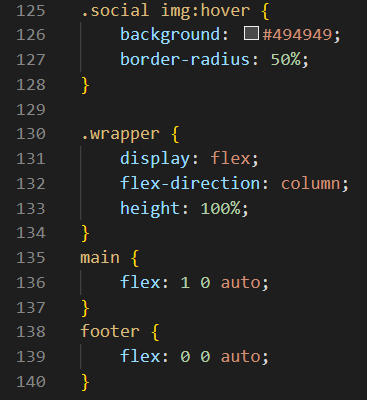 125 .social img:hover {
126     background: #494949;
127     border-radius: 50%;
128 }
129
130 .wrapper {
131     display: flex;
132     flex-direction: column;
133     height: 100%;
134 }
135 main {
136     flex: 1 0 auto;
137 }
138 footer {
139     flex: 0 0 auto;
140 }